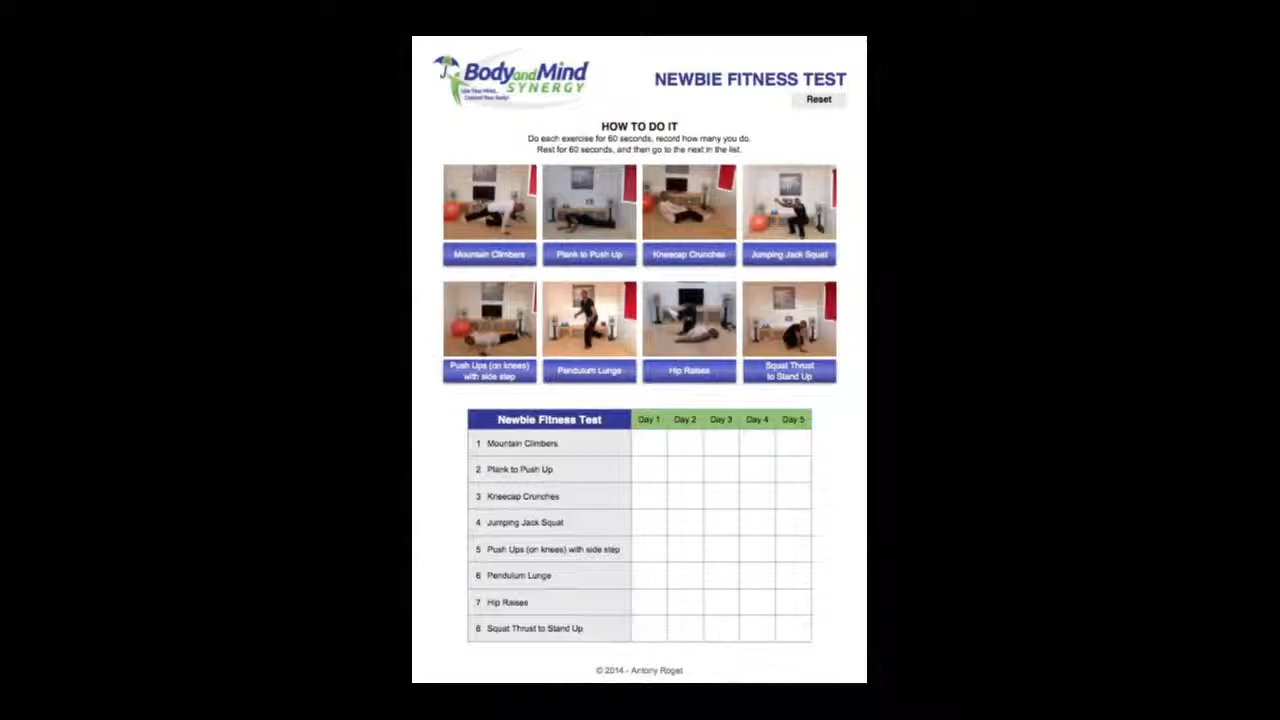 Body and Mind
SYNERGY
Use Your Mind...
Control Your Body!
NEWBIE FITNESS TEST
Reset
HOW TO DO IT
Do each exercise for 60 seconds, record how many you do.
Rest for 60 seconds, and then go to the next in the list.
Mountain Climbers
Plank to Push Up
Kneecap Crunches
Jumping Jack Squat
Push Ups (on knees)
with side step
Pendulum Lunge
Hip Raises
Squat Thrust
to Stand Up
Newbie Fitness Test Day 1 Day 2 Day 3 Day 4 Day 5
1 Mountain Climbers
2 Plank to Push Up
3 Kneecap Crunches
4 Jumping Jack Squat
5 Push Ups (on knees) with side step
6 Pendulum Lunge
7 Hip Raises
8 Squat Thrust to Stand Up
© 2014 - Antony Roget